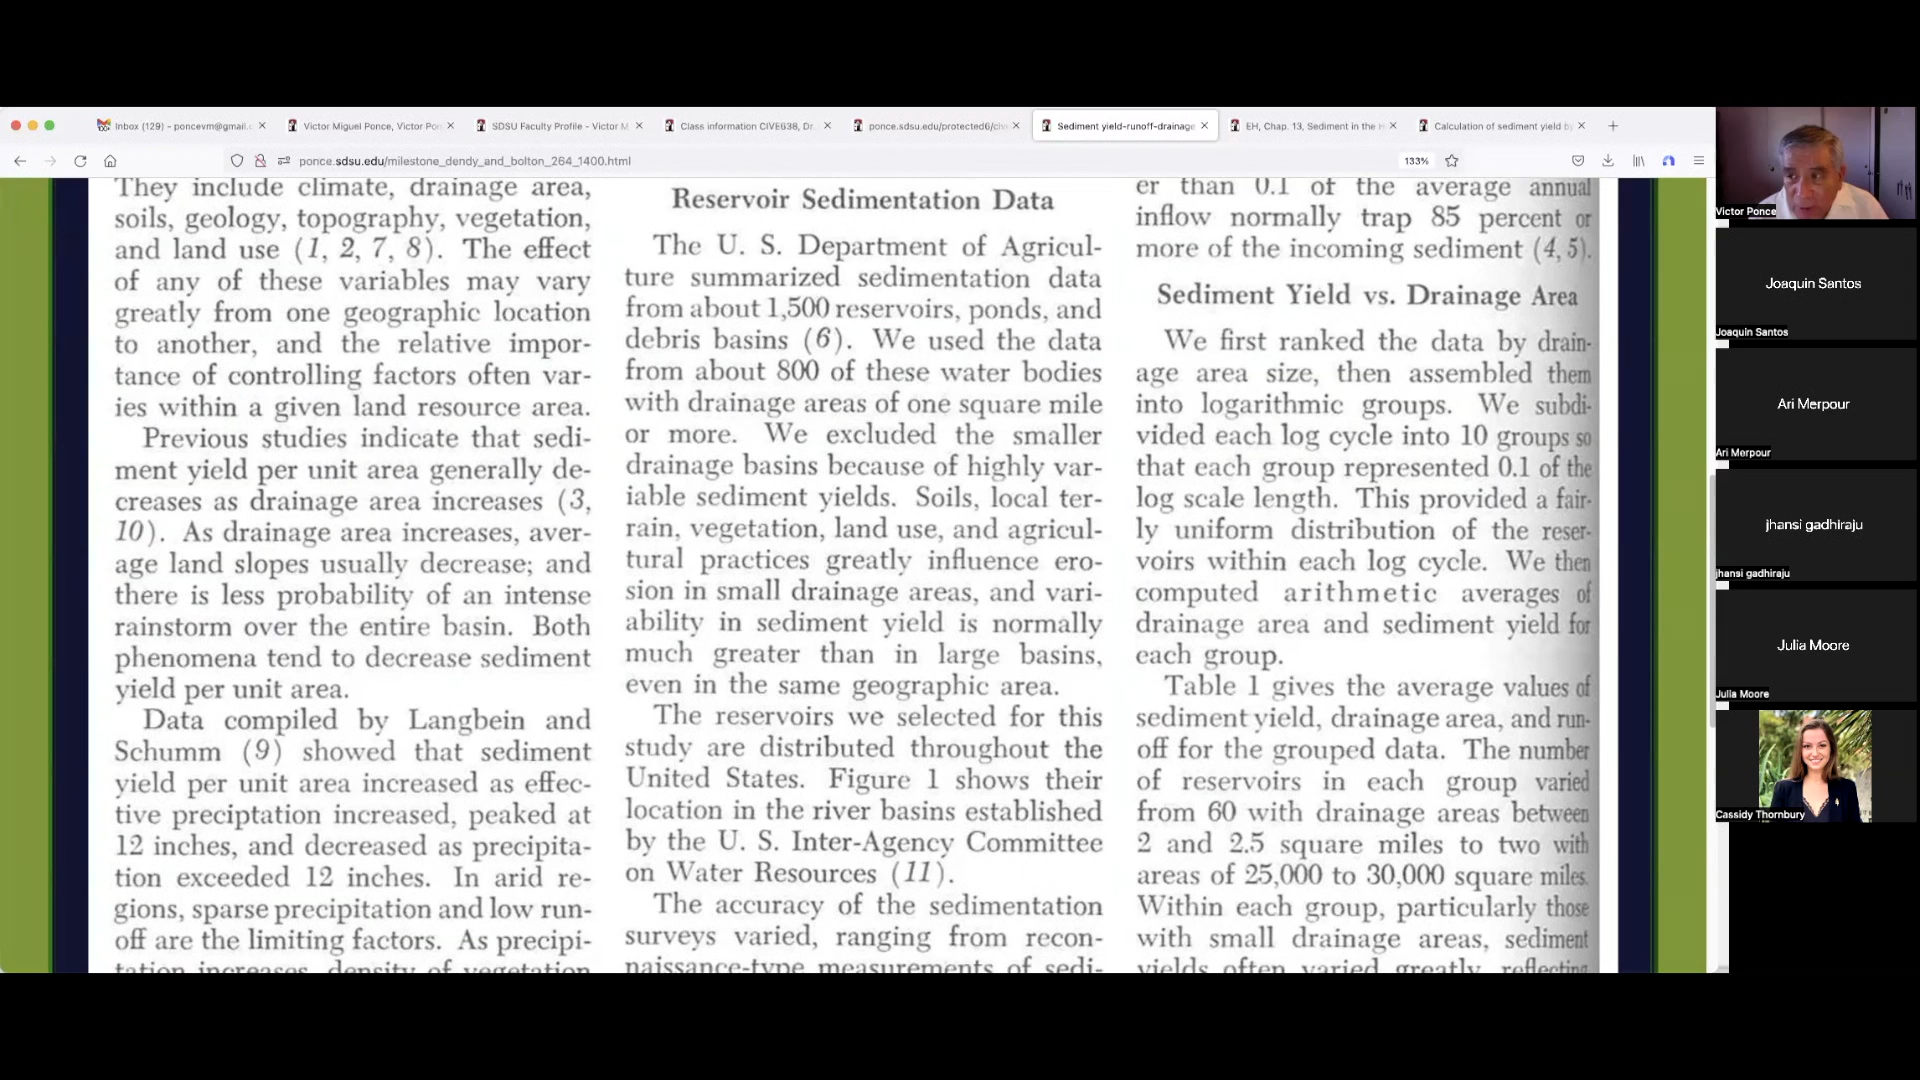 Inbox (129) - poncevm@gmail.
Victor Miguel Ponce, Victor Pon
SDSU Faculty Profile - Victor M
Class information CIVE638, Dr.
ponce.sdsu.edu/protected6/civ
Sediment yield-runoff-drainage
EH, Chap. 13, Sediment in the H
Calculation of sediment yield by
ponce.sdsu.edu/milestone_dendy_and_bolton_264_1400.html
133%
They include climate, drainage area,
soils, geology, topography, vegetation,
and land use (1, 2, 7, 8). The effect
of any of these variables may vary
greatly from one geographic location
to another, and the relative impor-
tance of controlling factors often var-
ies within a given land resource area.
Previous studies indicate that sedi-
ment yield per unit area generally de-
creases as drainage area increases (3,
10). As drainage area increases, aver-
age land slopes usually decrease; and
there is less probability of an intense
rainstorm over the entire basin. Both
phenomena tend to decrease sediment
yield per unit area.
Data compiled by Langbein and
Schumm (9) showed that sediment
yield per unit area increased as effec-
tive preciptation increased, peaked at
12 inches, and decreased as precipita-
tion exceeded 12 inches. In arid re-
gions, sparse precipitation and low run-
off are the limiting factors. As precipi-
tation increases, density of vegetation
Reservoir Sedimentation Data
The U. S. Department of Agricul-
ture summarized sedimentation data
from about 1,500 reservoirs, ponds, and
debris basins (6). We used the data
from about 800 of these water bodies
with drainage areas of one square mile
or more. We excluded the smaller
drainage basins because of highly var-
iable sediment yields. Soils, local ter-
rain, vegetation, land use, and agricul-
tural practices greatly influence ero-
sion in small drainage areas, and vari-
ability in sediment yield is normally
much greater than in large basins,
even in the same geographic area.
The reservoirs we selected for this
study are distributed throughout the
United States. Figure 1 shows their
location in the river basins established
by the U. S. Inter-Agency Committee
on Water Resources (11).
The accuracy of the sedimentation
surveys varied, ranging from recon-
naissance-type measurements of sedi-
er than 0.1 of the average annual
inflow normally trap 85 percent or
more of the incoming sediment (4, 5).
Sediment Yield vs. Drainage Area
We first ranked the data by drain-
age area size, then assembled them
into logarithmic groups. We subdi-
vided each log cycle into 10 groups so
that each group represented 0.1 of the
log scale length. This provided a fair-
ly uniform distribution of the reser-
voirs within each log cycle. We then
computed arithmetic averages of
drainage area and sediment yield for
each group.
Table 1 gives the average values of
sediment yield, drainage area, and run-
off for the grouped data. The number
of reservoirs in each group varied
from 60 with drainage areas between
2 and 2.5 square miles to two with
areas of 25,000 to 30,000 square miles.
Within each group, particularly those
with small drainage areas, sediment
yields often varied greatly, reflecting
Victor Ponce
Joaquin Santos
Joaquin Santos
Ari Merpour
Ari Merpour
jhansi gadhiraju
jhansi gadhiraju
Julia Moore
Julia Moore
Cassidy Thornbury